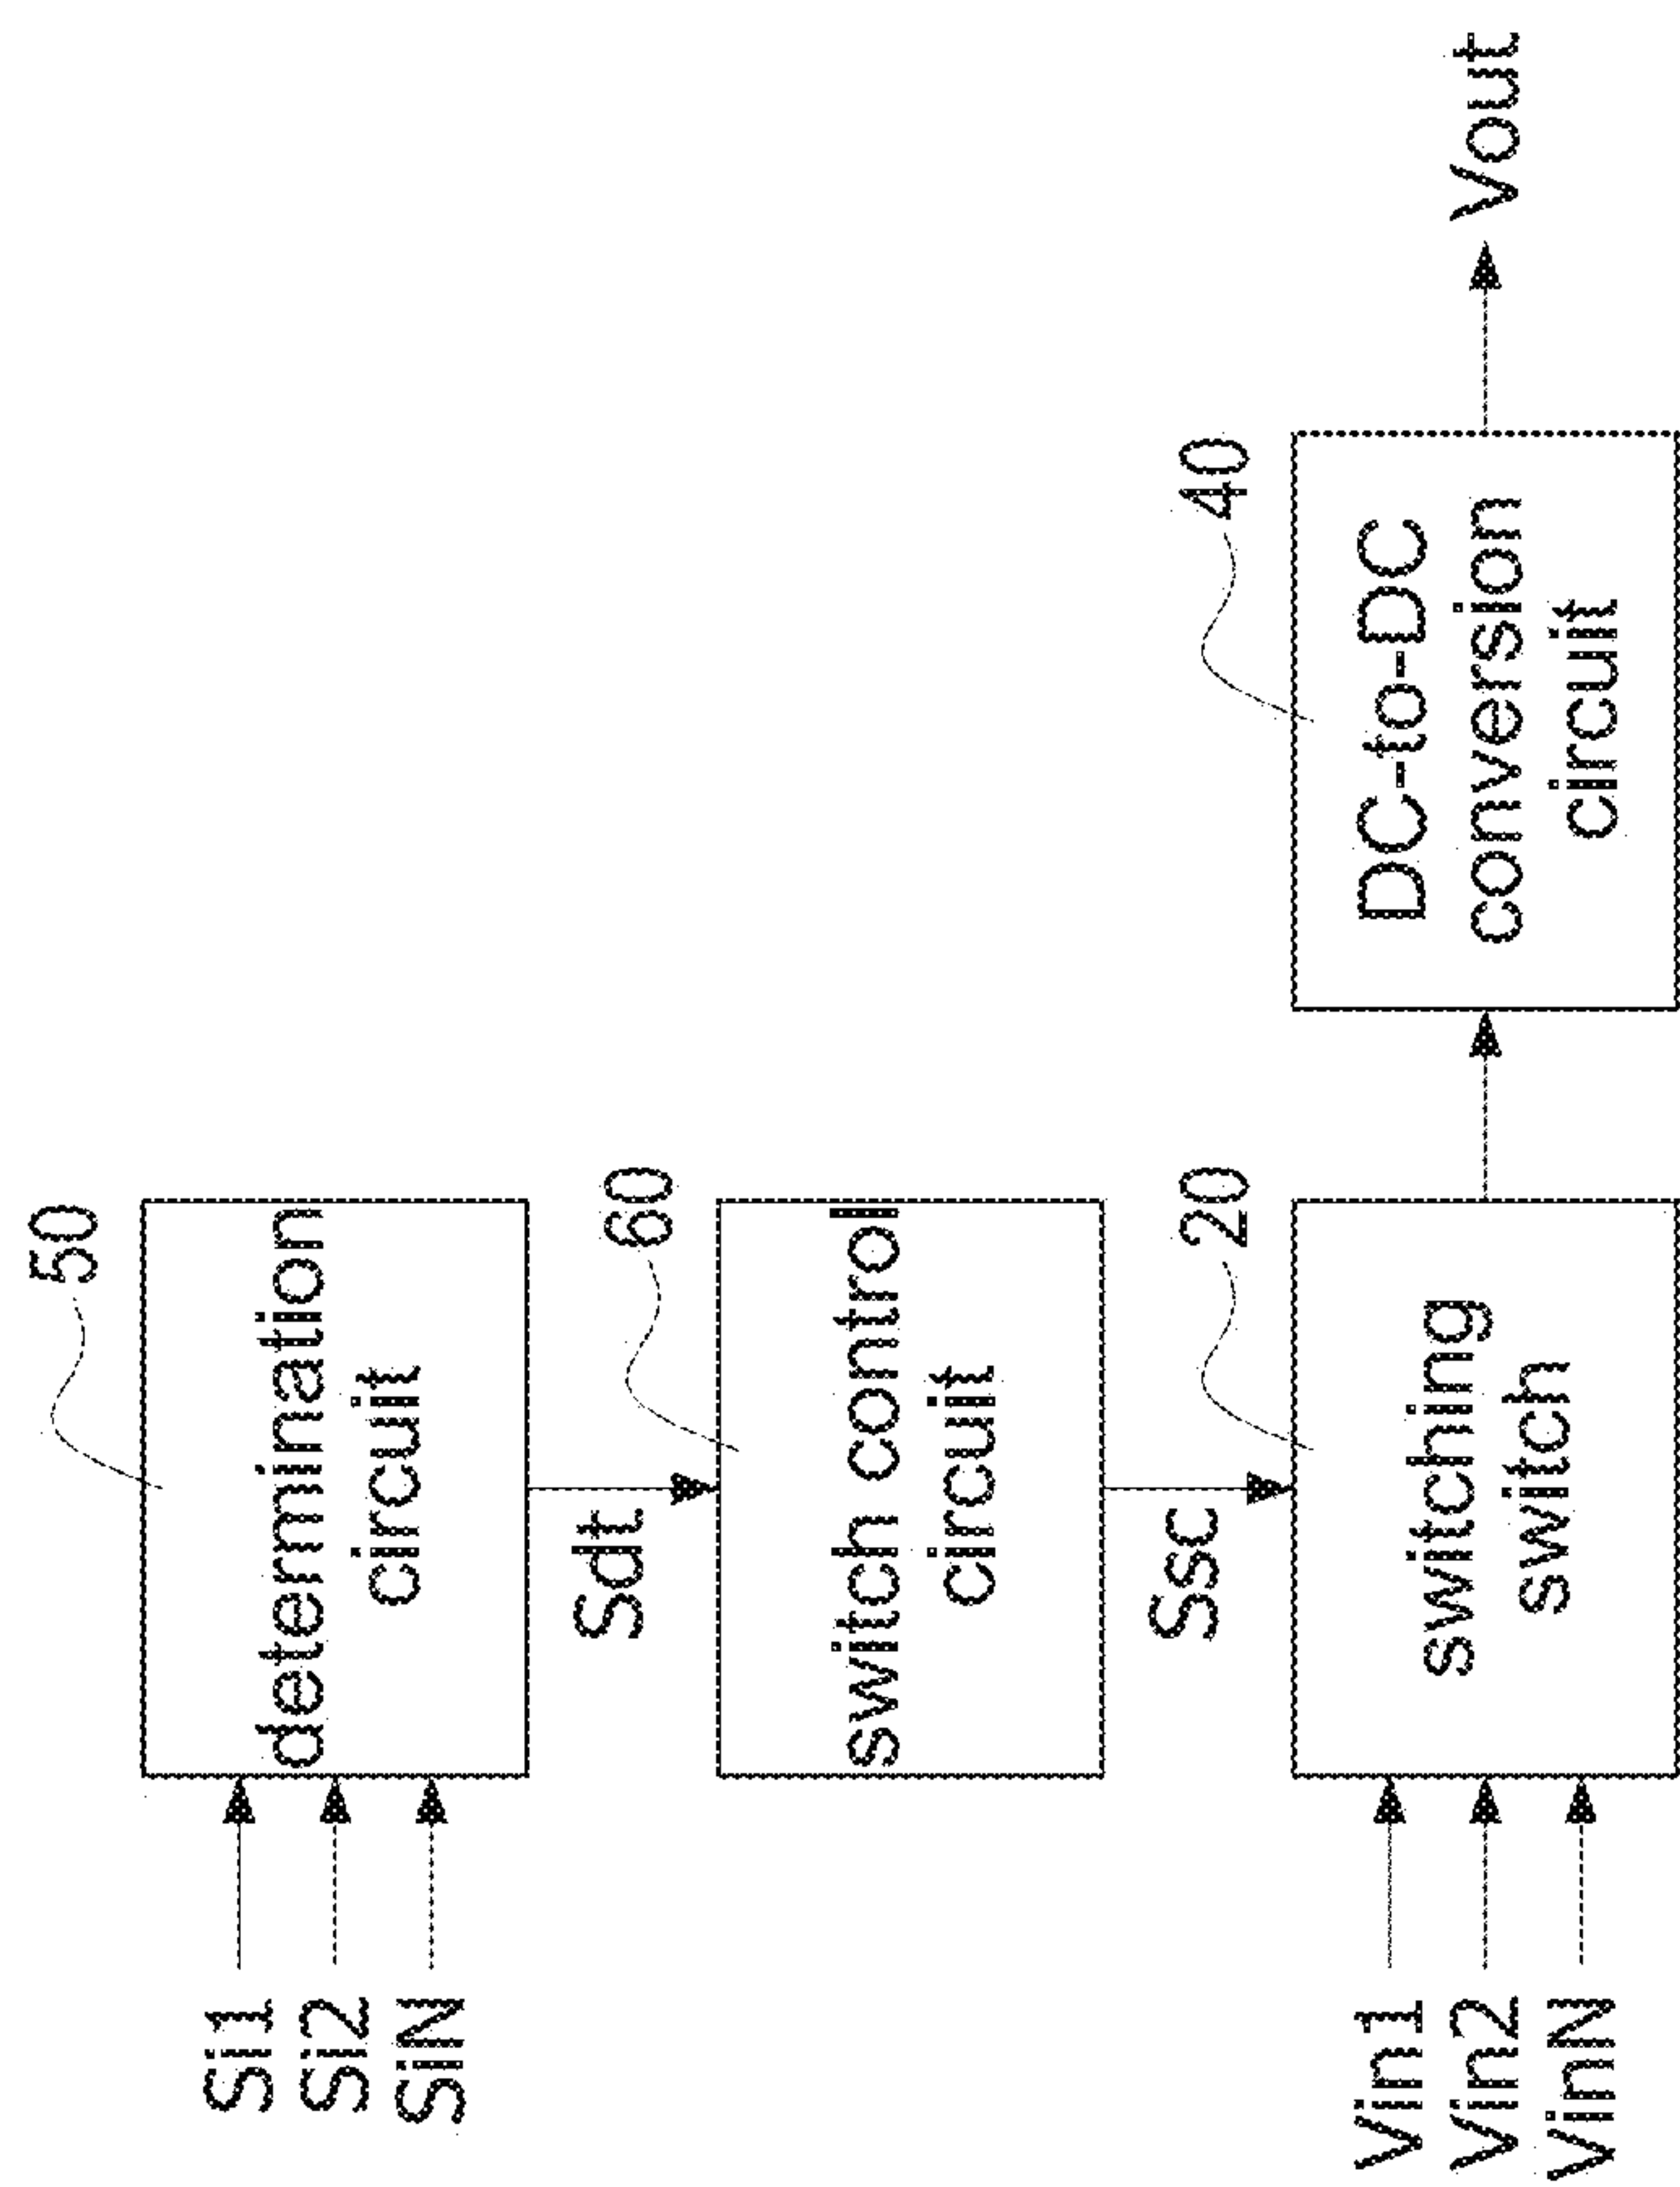 50
Si1
Si2
SiN
determination
circuit
Sdt
60
switch control
circuit
Ssc
20
40
Vin1
Vin2
VinN
switching
switch
DC-to-DC
conversion
circuit
Vout